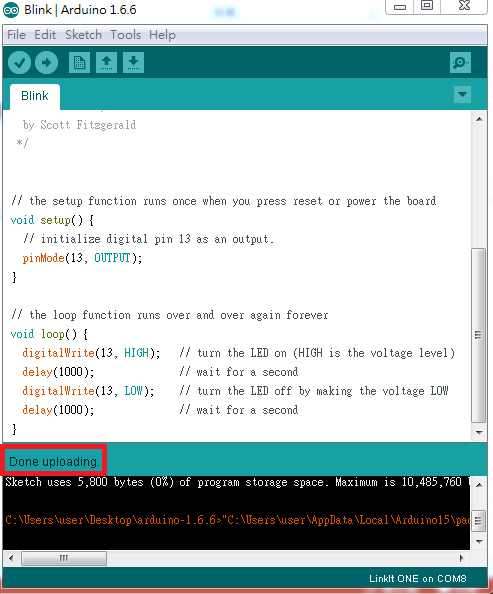 Blink | Arduino 1.6.6
File Edit Sketch Tools Help
Blink
by Scott Fitzgerald
*/
// the setup function runs once when you press reset or power the board
void setup() {
// initialize digital pin 13 as an output.
pinMode(13, OUTPUT);
}
// the loop function runs over and over again forever
void loop() {
digitalWrite(13, HIGH); // turn the LED on (HIGH is the voltage level)
delay(1000); // wait for a second
digitalWrite(13, LOW); // turn the LED off by making the voltage LOW
delay(1000); // wait for a second
}
Done uploading.
Sketch uses 5,800 bytes (0%) of program storage space. Maximum is 10,485,760
C:\Users\user\Desktop\arduino-1.6.6>"C:\Users\user\AppData\Local\Arduino15\pac
LinkIt ONE on COM8